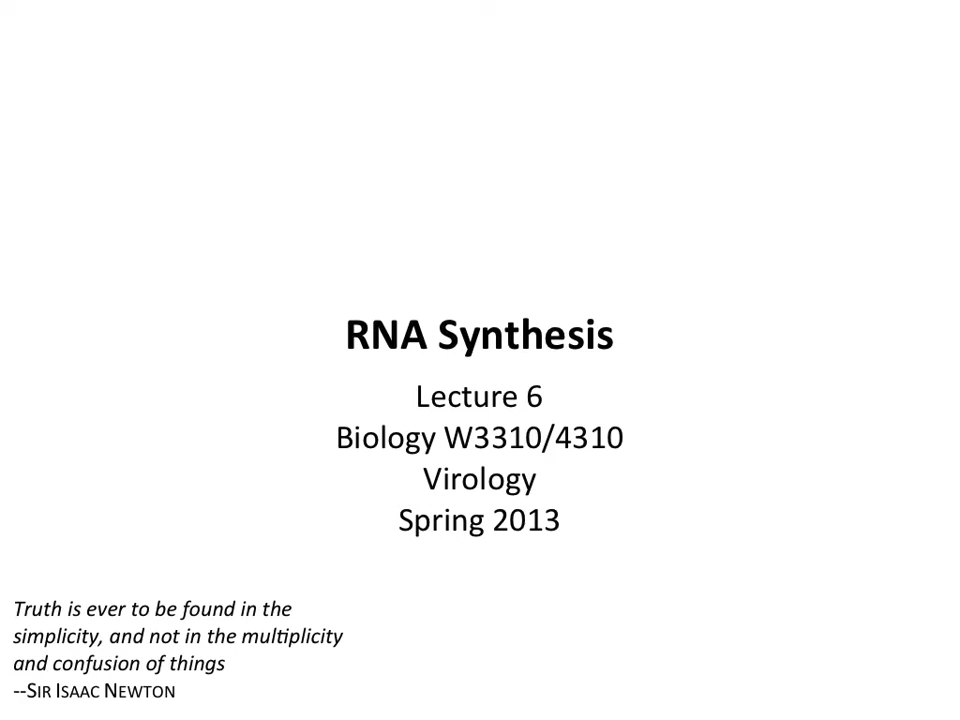 RNA Synthesis
Lecture 6
Biology W3310/4310
Virology
Spring 2013
Truth is ever to be found in the
simplicity, and not in the multiplicity
and confusion of things
--SIR ISAAC NEWTON